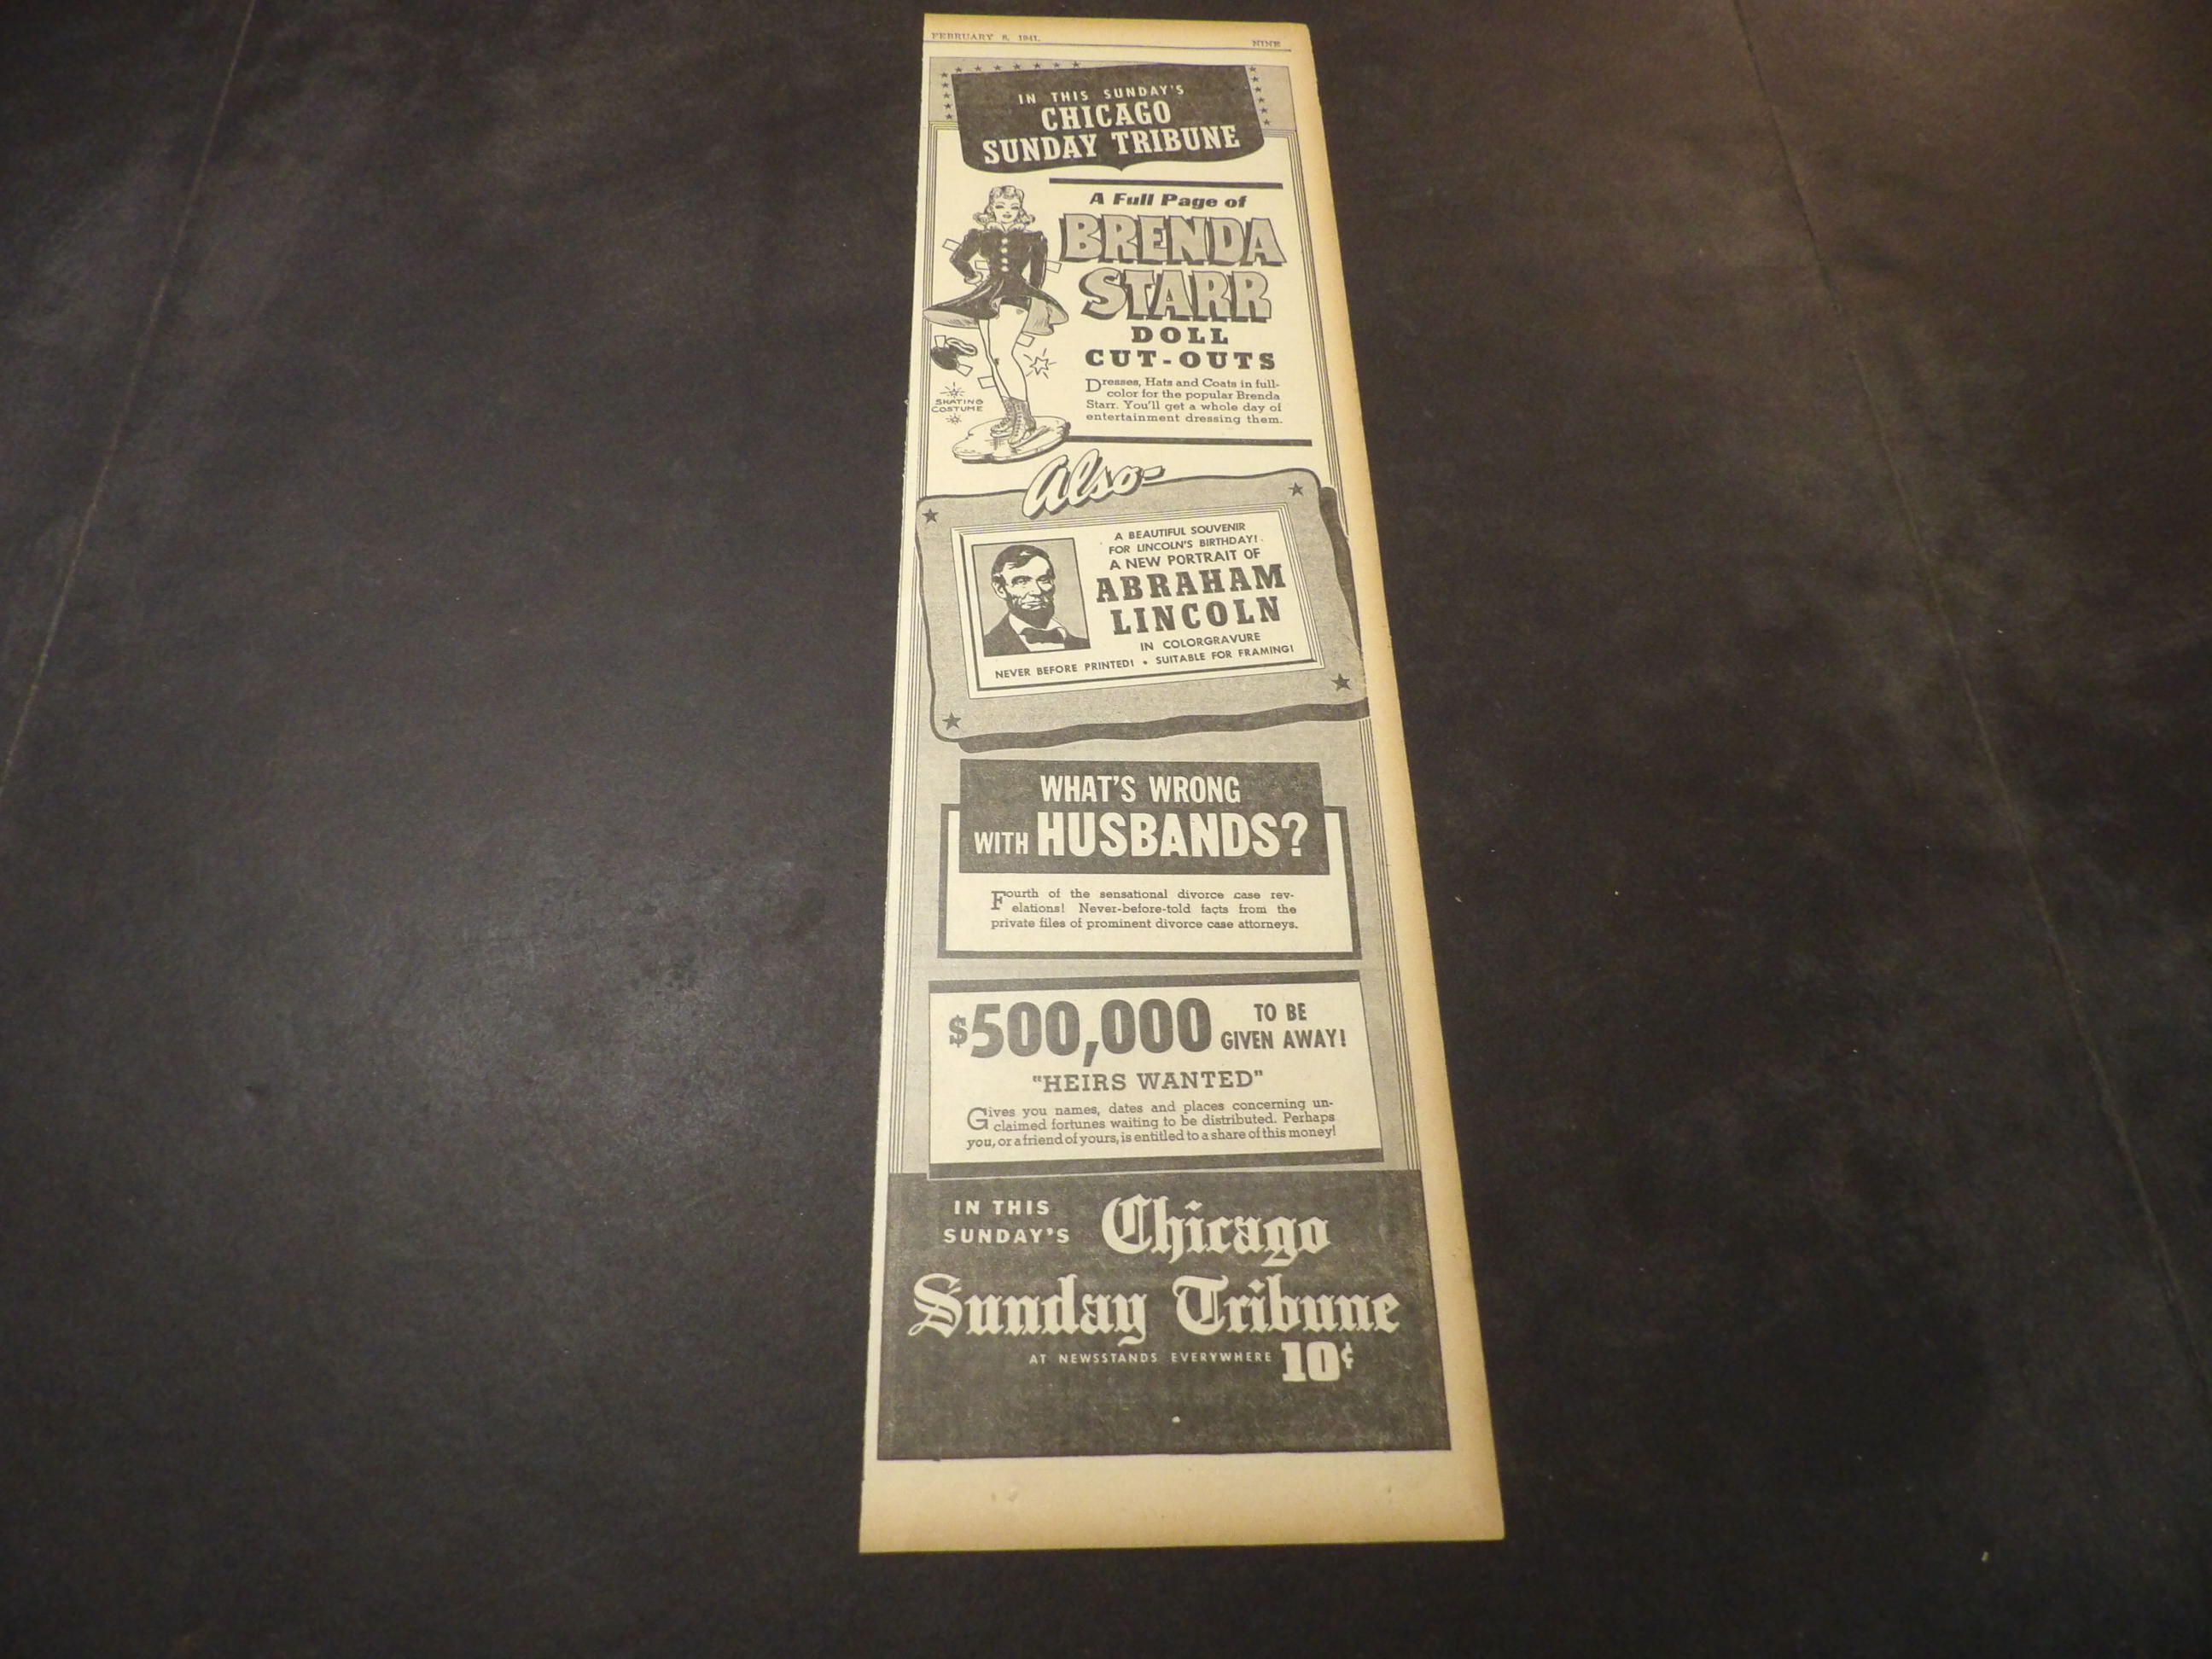 FEBRUARY 8, 1941. NINE
IN THIS SUNDAY'S
CHICAGO
SUNDAY TRIBUNE
A Full Page of
BRENDA
STARR
DOLL
CUT-OUTS
Dresses, Hats and Coats in full-
color for the popular Brenda
Starr. You'll get a whole day of
entertainment dressing them.
SKATING
COSTUME
Also-
A BEAUTIFUL SOUVENIR
FOR LINCOLN'S BIRTHDAY!
A NEW PORTRAIT OF
ABRAHAM
LINCOLN
IN COLORGRAVURE
NEVER BEFORE PRINTED! • SUITABLE FOR FRAMING!
WHAT'S WRONG
WITH HUSBANDS?
Fourth of the sensational divorce case rev-
elations! Never-before-told facts from the
private files of prominent divorce case attorneys.
$500,000 TO BE
GIVEN AWAY!
"HEIRS WANTED"
Gives you names, dates and places concerning un-
claimed fortunes waiting to be distributed. Perhaps
you, or a friend of yours, is entitled to a share of this money!
IN THIS
SUNDAY'S Chicago
Sunday Tribune
AT NEWSSTANDS EVERYWHERE 10¢